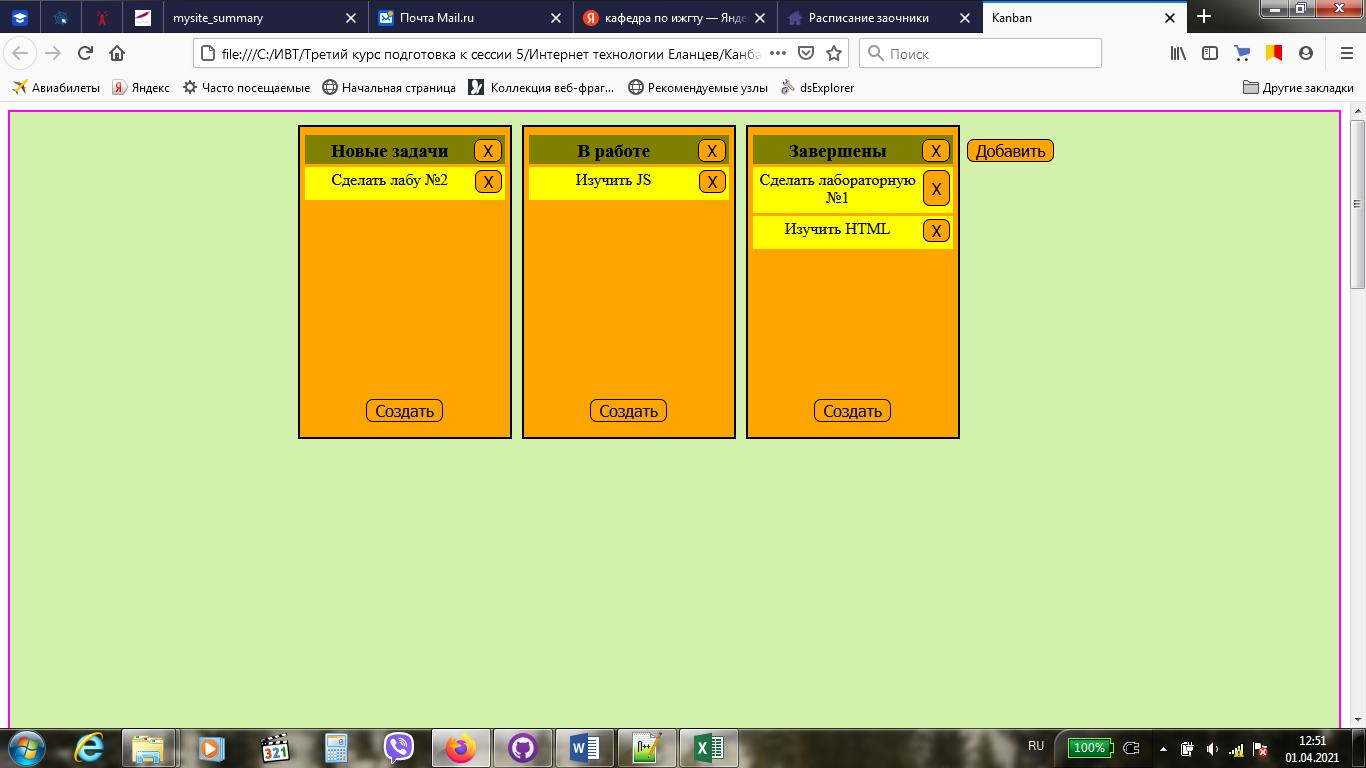 mysite_summary
Почта Mail.ru
кафедра по ижгту — Янде
Расписание заочники
Kanban
file:///C:/ИВТ/Третий курс подготовка к сессии 5/Интернет технологии Еланцев/Канба
Поиск
Авиабилеты
Яндекс
Часто посещаемые
Начальная страница
Коллекция веб-фраг...
Рекомендуемые узлы
dsExplorer
Другие закладки
Новые задачи X
Сделать лабу №2 X
Создать
В работе X
Изучить JS X
Создать
Завершены X
Сделать лабораторную
№1 X
Изучить HTML X
Создать
Добавить
321
RU
100%
12:51
01.04.2021